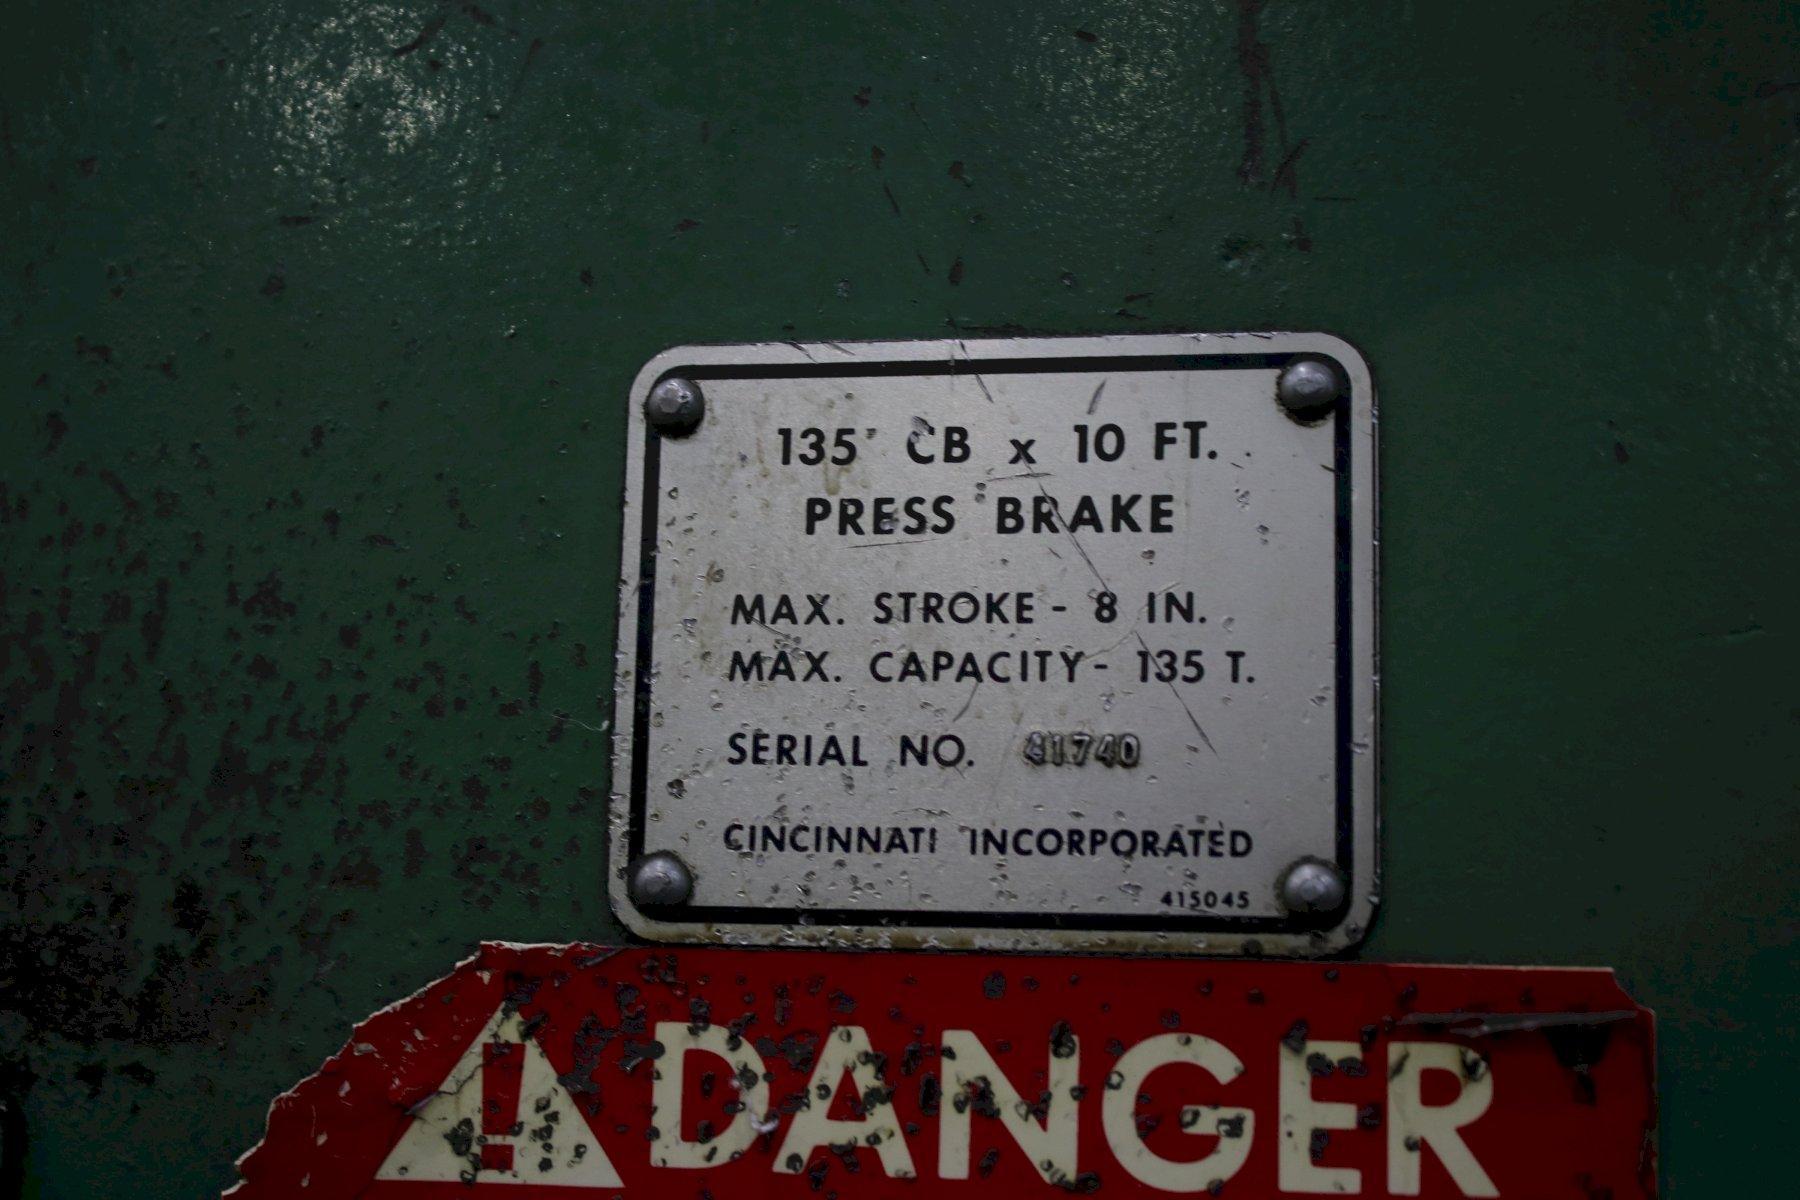 135T CB x 10 FT.
PRESS BRAKE
MAX. STROKE - 8 IN.
MAX. CAPACITY - 135 T.
SERIAL NO. 41740
CINCINNATI INCORPORATED
415045
! DANGER